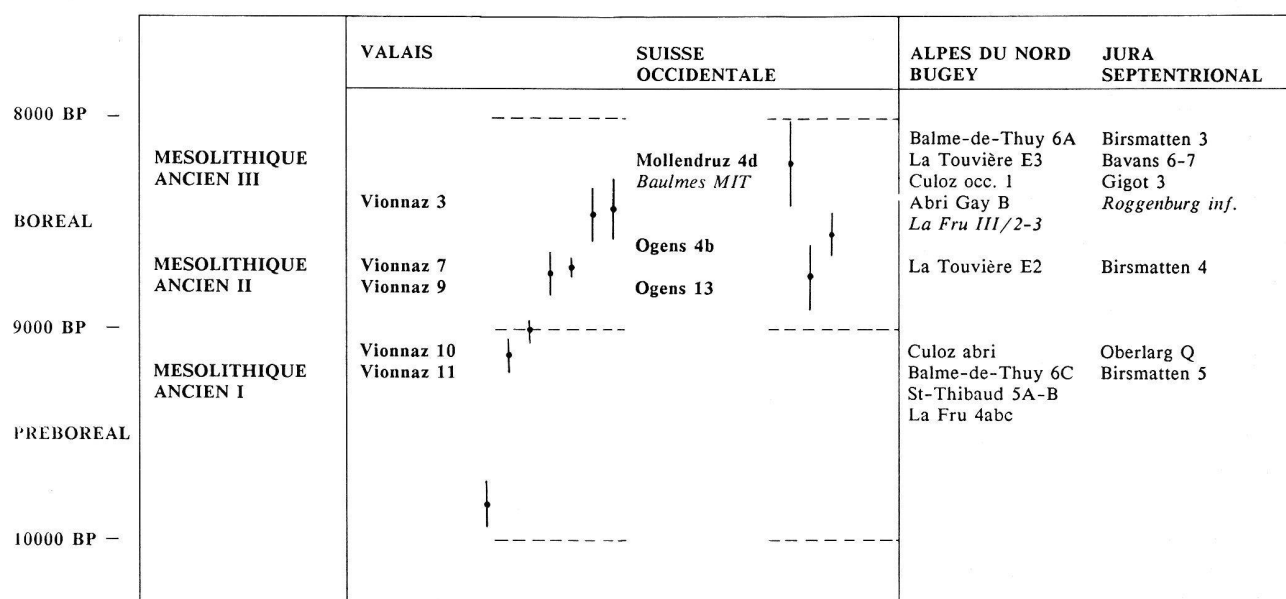 VALAIS
SUISSE
OCCIDENTALE
ALPES DU NORD
BUGEY
JURA
SEPTENTRIONAL
8000 BP
BOREAL
9000 BP
PREBOREAL
10000 BP
MESOLITHIQUE
ANCIEN III
MESOLITHIQUE
ANCIEN II
MESOLITHIQUE
ANCIEN I
Vionnaz 3
Vionnaz 7
Vionnaz 9
Vionnaz 10
Vionnaz 11
Mollendruz 4d
Baulmes MIT
Ogens 4b
Ogens 13
Balme-de-Thuy 6A
La Touvière E3
Culoz occ. 1
Abri Gay B
La Fru III/2-3
La Touvière E2
Culoz abri
Balme-de-Thuy 6C
St-Thibaud 5A-B
La Fru 4abc
Birsmatten 3
Bavans 6-7
Gigot 3
Roggenburg inf.
Birsmatten 4
Oberlarg Q
Birsmatten 5